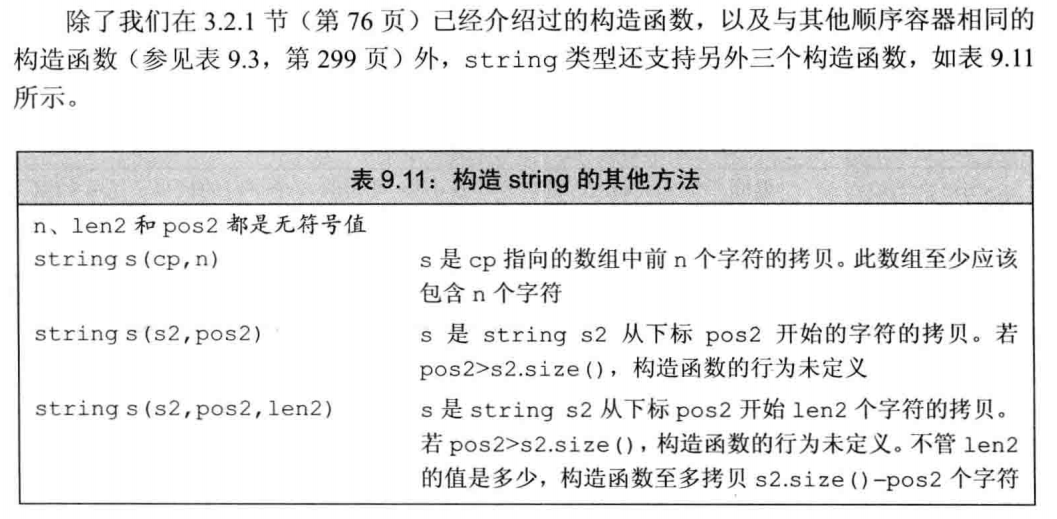 除了我们在 3.2.1 节（第 76 页）已经介绍过的构造函数，以及与其他顺序容器相同的
构造函数（参见表 9.3，第 299 页）外，string 类型还支持另外三个构造函数，如表 9.11
所示。
表 9.11：构造 string 的其他方法
n、len2 和 pos2 都是无符号值
string s(cp,n) s 是 cp 指向的数组中前 n 个字符的拷贝。此数组至少应该
包含 n 个字符
string s(s2,pos2) s 是 string s2 从下标 pos2 开始的字符的拷贝。若
pos2>s2.size()，构造函数的行为未定义
string s(s2,pos2,len2) s 是 string s2 从下标 pos2 开始 len2 个字符的拷贝。
若 pos2>s2.size()，构造函数的行为未定义。不管 len2
的值是多少，构造函数至多拷贝 s2.size()–pos2 个字符